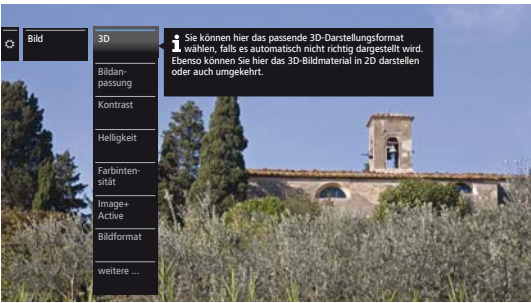 Bild
3D
Sie können hier das passende 3D-Darstellungsformat
wählen, falls es automatisch nicht richtig dargestellt wird.
Ebenso können Sie hier das 3D-Bildmaterial in 2D darstellen
oder auch umgekehrt.
Bildan-
passung
Kontrast
Helligkeit
Farbinten-
sität
Image+
Active
Bildformat
weitere ...